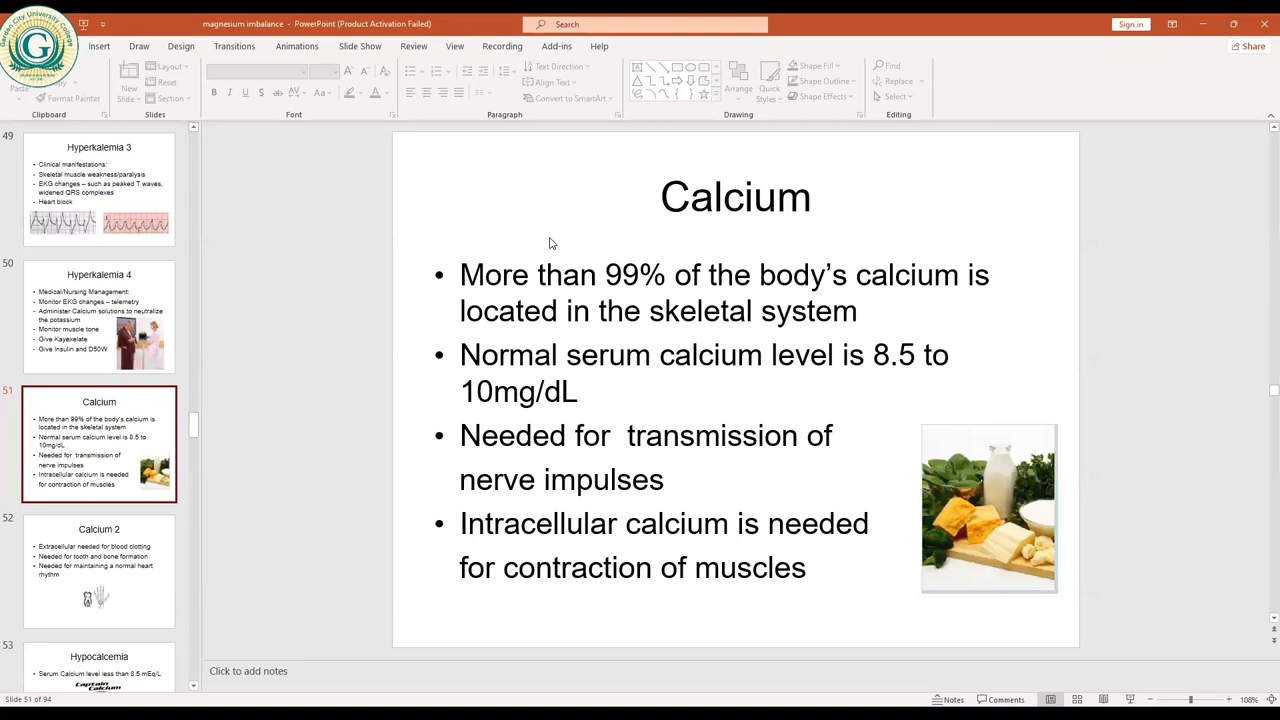 magnesium imbalance - PowerPoint (Product Activation Failed)
Search
Sign in
Insert Draw Design Transitions Animations Slide Show Review View Recording Add-ins Help
Share
Paste
Format Painter
Clipboard
New Slide
Layout
Reset
Section
Slides
Font
Text Direction
Align Text
Convert to SmartArt
Paragraph
Arrange
Quick Styles
Shape Fill
Shape Outline
Shape Effects
Drawing
Find
Replace
Select
Editing
49
Hyperkalemia 3
• Clinical manifestations:
• Skeletal muscle weakness/paralysis
• EKG changes – such as peaked T waves,
widened QRS complexes
• Heart block
50
Hyperkalemia 4
• Medical/Nursing Management:
• Monitor EKG changes – telemetry
• Administer Calcium solutions to neutralize
the potassium
• Monitor muscle tone
• Give Kayexelate
• Give Insulin and D50W
51
Calcium
• More than 99% of the body's calcium is
located in the skeletal system
• Normal serum calcium level is 8.5 to
10mg/dL
• Needed for transmission of
nerve impulses
• Intracellular calcium is needed
for contraction of muscles
52
Calcium 2
• Extracellular needed for blood clotting
• Needed for tooth and bone formation
• Needed for maintaining a normal heart
rhythm
53
Hypocalcemia
• Serum Calcium level less than 8.5 mEq/L
Captain
Calcium
Calcium
• More than 99% of the body's calcium is
located in the skeletal system
• Normal serum calcium level is 8.5 to
10mg/dL
• Needed for  transmission of
nerve impulses
• Intracellular calcium is needed
for contraction of muscles
Click to add notes
Slide 51 of 94
Notes
Comments
108%